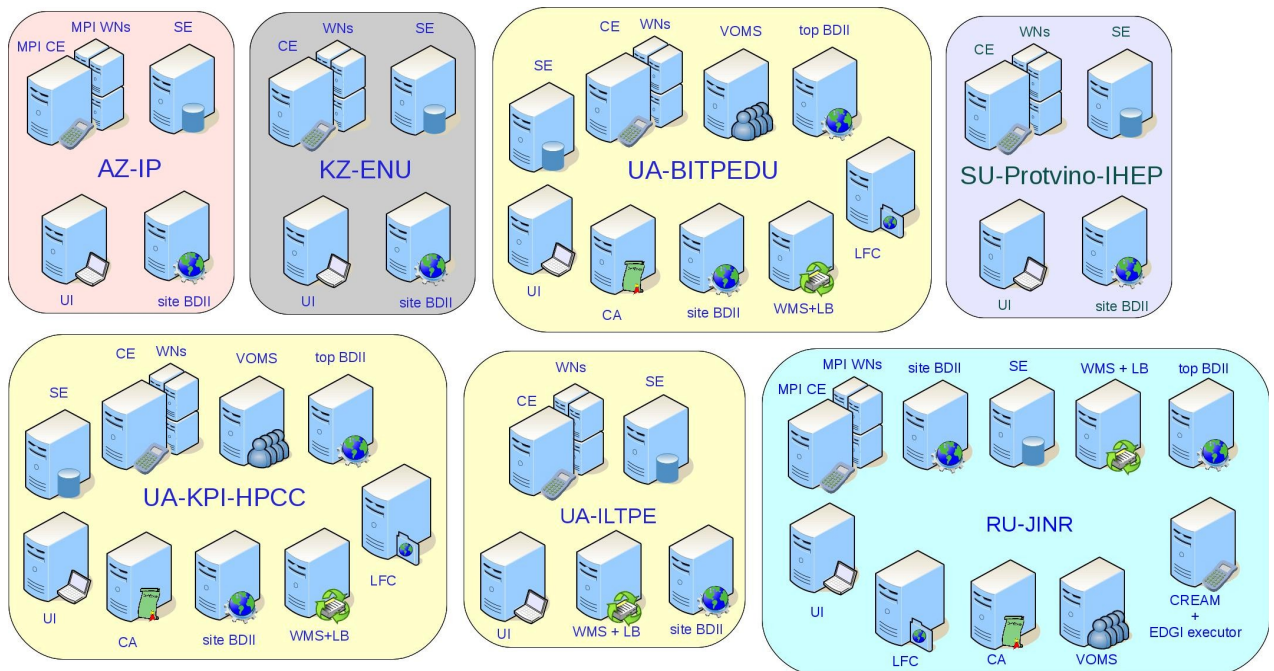 MPI WNs
SE
MPI CE
AZ-IP
UI
site BDII
WNs
SE
CE
KZ-ENU
UI
site BDII
CE
WNs
VOMS
top BDII
SE
UA-BITPEDU
LFC
UI
CA
site BDII
WMS+LB
WNs
SE
CE
SU-Protvino-IHEP
UI
site BDII
CE
WNs
VOMS
top BDII
SE
UA-KPI-HPCC
LFC
UI
CA
site BDII
WMS+LB
WNs
SE
CE
UA-ILTPE
UI
WMS + LB
site BDII
MPI WNs
site BDII
SE
WMS + LB
top BDII
MPI CE
RU-JINR
UI
CREAM
+
EDGI executor
LFC
CA
VOMS